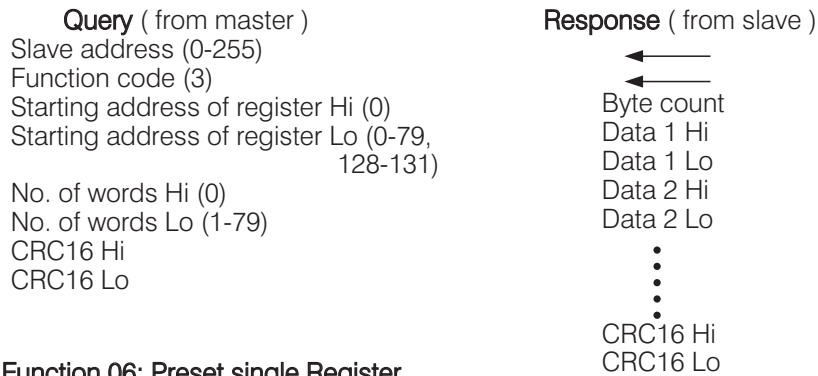 Query ( from master )
Slave address (0-255)
Function code (3)
Starting address of register Hi (0)
Starting address of register Lo (0-79,
128-131)
No. of words Hi (0)
No. of words Lo (1-79)
CRC16 Hi
CRC16 Lo
Response ( from slave )
Byte count
Data 1 Hi
Data 1 Lo
Data 2 Hi
Data 2 Lo
CRC16 Hi
CRC16 Lo
Function 06: Preset single Register